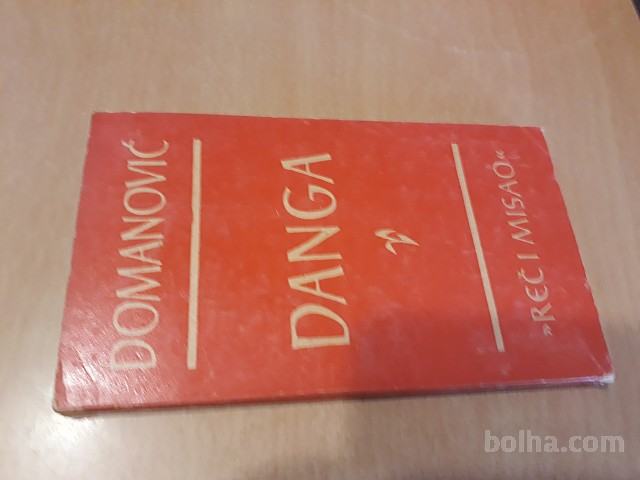 DOMANOVIĆ
DANGA
»REČ I MISAO«
bolha.com